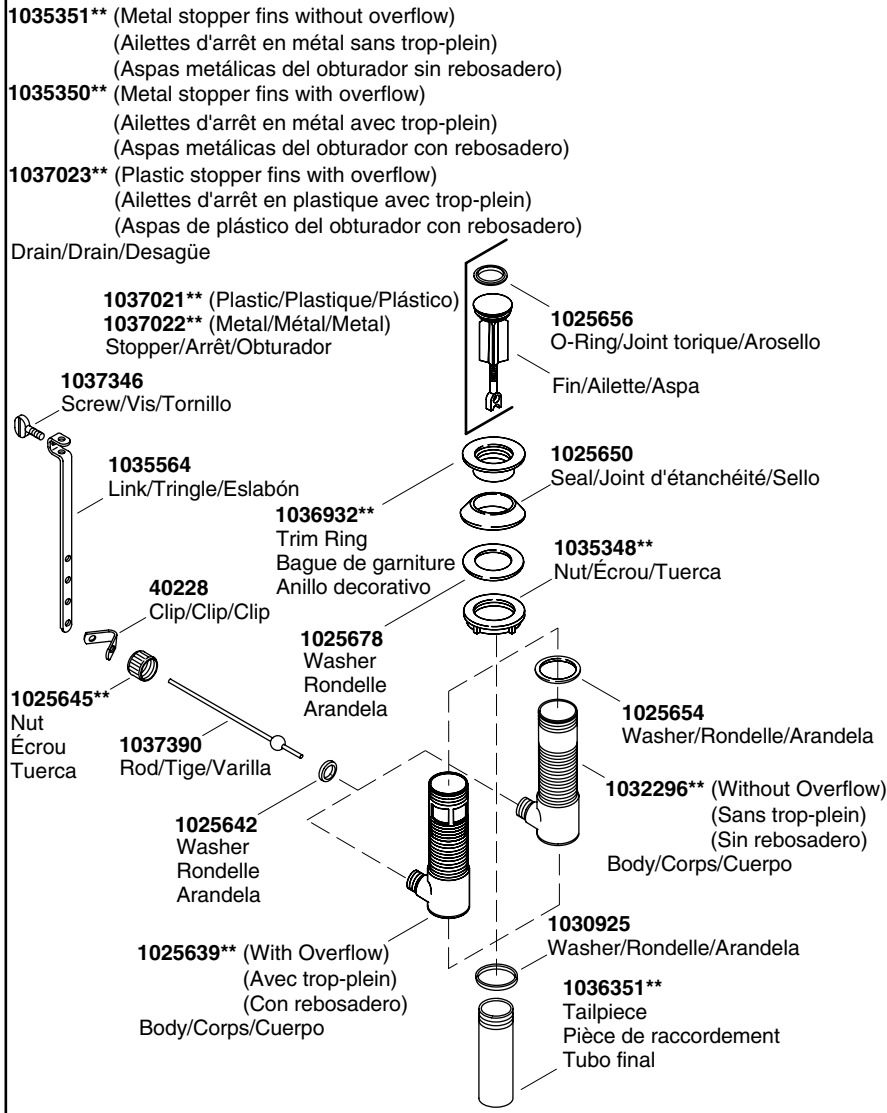 1035351** (Metal stopper fins without overflow)
(Ailettes d'arrêt en métal sans trop-plein)
(Aspas metálicas del obturador sin rebosadero)
1035350** (Metal stopper fins with overflow)
(Ailettes d'arrêt en métal avec trop-plein)
(Aspas metálicas del obturador con rebosadero)
1037023** (Plastic stopper fins with overflow)
(Ailettes d'arrêt en plastique avec trop-plein)
(Aspas de plástico del obturador con rebosadero)
Drain/Drain/Desagüe
1037021** (Plastic/Plastique/Plástico)
1037022** (Metal/Métal/Metal)
Stopper/Arrêt/Obturador
1025656
O-Ring/Joint torique/Arosello
Fin/Ailette/Aspa
1037346
Screw/Vis/Tornillo
1035564
Link/Tringle/Eslabón
1025650
Seal/Joint d'étanchéité/Sello
1036932**
Trim Ring
Bague de garniture
Anillo decorativo
1035348**
Nut/Écrou/Tuerca
40228
Clip/Clip/Clip
1025678
Washer
Rondelle
Arandela
1025645**
Nut
Écrou
Tuerca
1037390
Rod/Tige/Varilla
1025654
Washer/Rondelle/Arandela
1025642
Washer
Rondelle
Arandela
1032296** (Without Overflow)
(Sans trop-plein)
(Sin rebosadero)
Body/Corps/Cuerpo
1025639** (With Overflow)
(Avec trop-plein)
(Con rebosadero)
Body/Corps/Cuerpo
1030925
Washer/Rondelle/Arandela
1036351**
Tailpiece
Pièce de raccordement
Tubo final